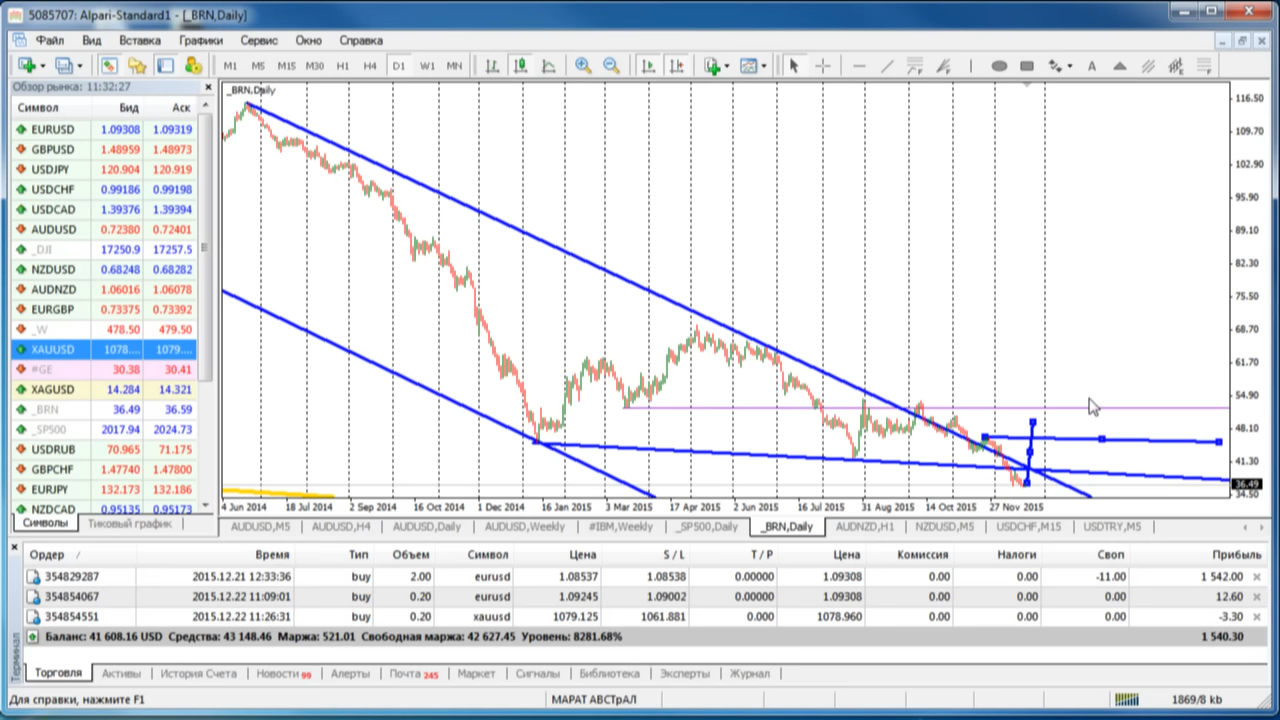 5085707: Alpari-Standard1 - [_BRN,Daily]
Файл Вид Вставка Графики Сервис Окно Справка
M1 M5 M15 M30 H1 H4 D1 W1 MN
Обзор рынка: 11:32:27
Символ Бид Аск
EURUSD 1.09308 1.09319
GBPUSD 1.48959 1.48973
USDJPY 120.904 120.919
USDCHF 0.99186 0.99198
USDCAD 1.39376 1.39394
AUDUSD 0.72380 0.72401
_DJI 17250.9 17257.5
NZDUSD 0.68248 0.68282
AUDNZD 1.06016 1.06078
EURGBP 0.73375 0.73392
_W 478.50 479.50
XAUUSD 1078.... 1079....
#GE 30.38 30.41
XAGUSD 14.284 14.321
_BRN 36.49 36.59
_SP500 2017.94 2024.73
USDRUB 70.965 71.175
GBPCHF 1.47740 1.47800
EURJPY 132.173 132.186
NZDCAD 0.95135 0.95173
Символы Тиковый график
_BRN,Daily
116.50
109.70
102.90
95.90
89.10
82.30
75.50
68.70
61.70
54.90
48.10
41.30
36.49
34.50
4 Jun 2014 18 Jul 2014 2 Sep 2014 16 Oct 2014 1 Dec 2014 16 Jan 2015 3 Mar 2015 17 Apr 2015 2 Jun 2015 16 Jul 2015 31 Aug 2015 14 Oct 2015 27 Nov 2015
AUDUSD,M5 AUDUSD,H4 AUDUSD,Daily AUDUSD,Weekly #IBM,Weekly _SP500,Daily _BRN,Daily AUDNZD,H1 NZDUSD,M5 USDCHF,M15 USDTRY,M5
Ордер / Время Тип Объем Символ Цена S / L T / P Цена Комиссия Налоги Своп Прибыль
354829287 2015.12.21 12:33:36 buy 2.00 eurusd 1.08537 1.08538 0.00000 1.09308 0.00 0.00 -11.00 1 542.00
354854067 2015.12.22 11:09:01 buy 0.20 eurusd 1.09245 1.09002 0.00000 1.09308 0.00 0.00 0.00 12.60
354854551 2015.12.22 11:26:31 buy 0.20 xauusd 1079.125 1061.881 0.000 1078.960 0.00 0.00 0.00 -3.30
Баланс: 41 608.16 USD Средства: 43 148.46 Маржа: 521.01 Свободная маржа: 42 627.45 Уровень: 8281.68% 1 540.30
Терминал
Торговля Активы История Счета Новости 99 Алерты Почта 245 Маркет Сигналы Библиотека Эксперты Журнал
Для справки, нажмите F1 МАРАТ АВСТрАЛ 1869/8 kb